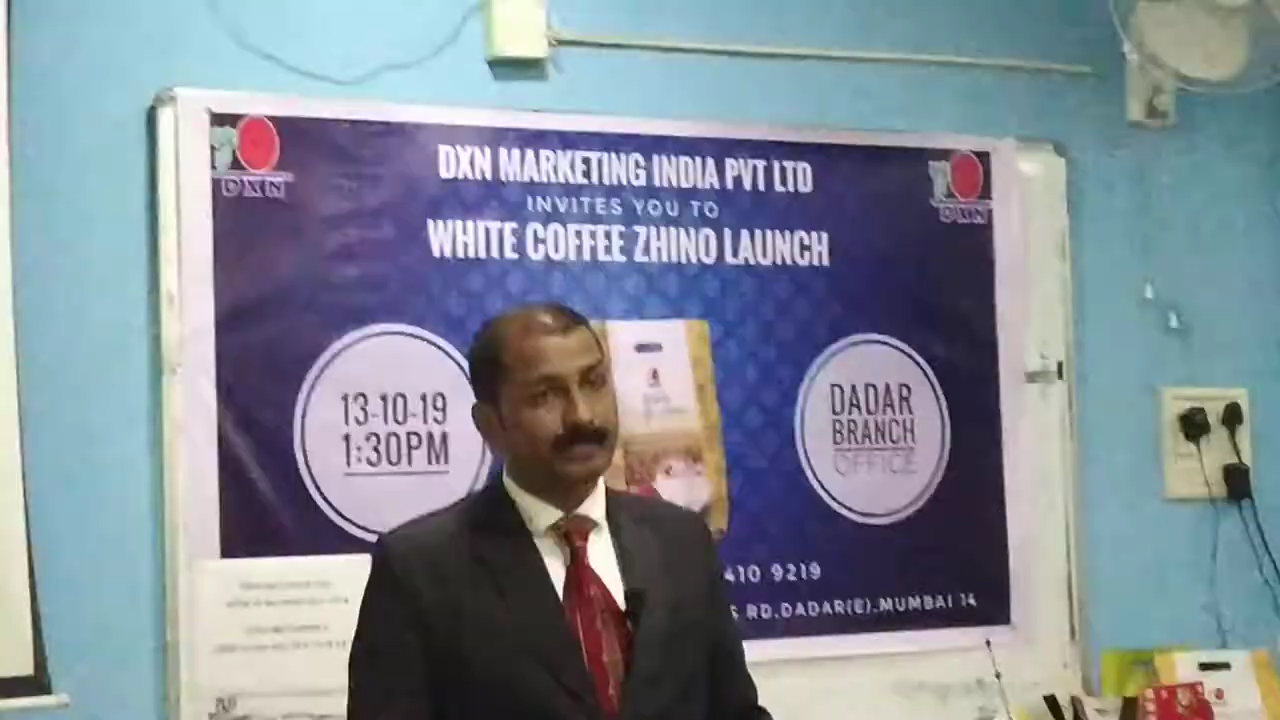 DXN
DXN
DXN MARKETING INDIA PVT LTD
INVITES YOU TO
WHITE COFFEE ZHINO LAUNCH
13-10-19
1:30PM
DADAR
BRANCH
OFFICE
410 9219
RD.DADAR(E).MUMBAI 14